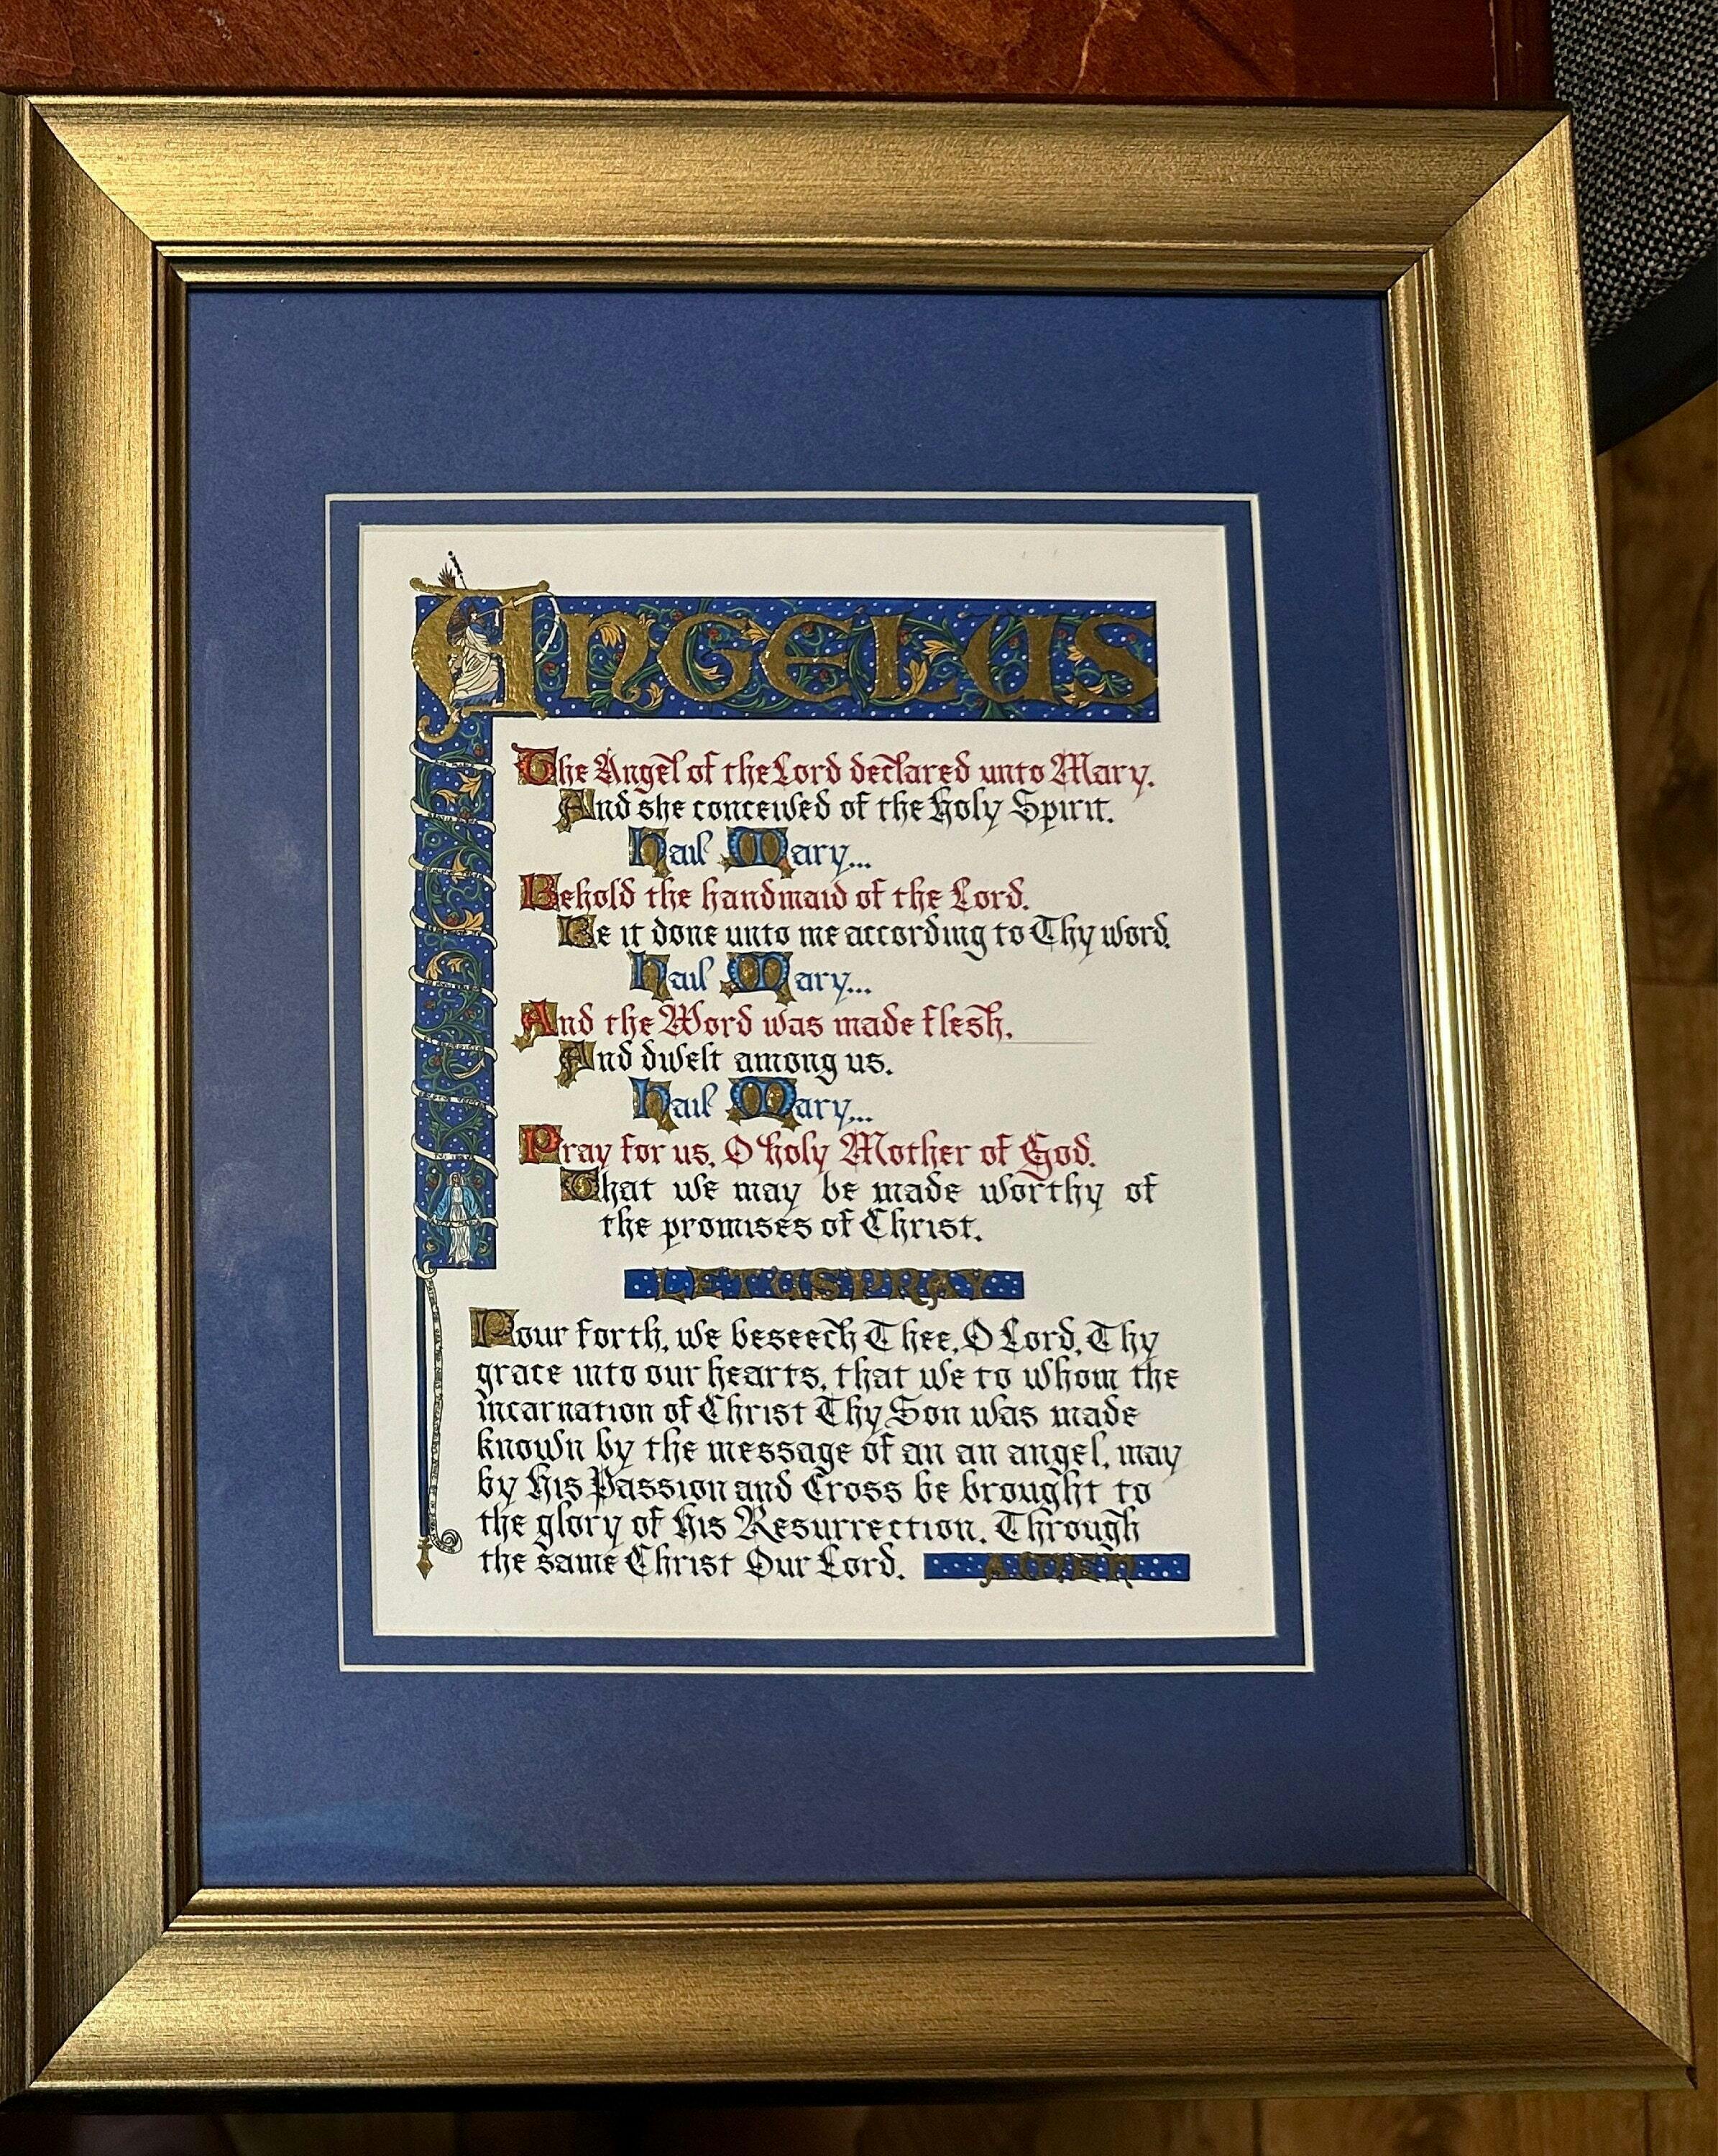 ANGELUS
The Angel of the Lord declared unto Mary.
And she conceived of the Holy Spirit.
Hail Mary...
Behold the handmaid of the Lord.
Be it done unto me according to Thy word.
Hail Mary...
And the Word was made flesh.
And dwelt among us.
Hail Mary...
Pray for us, O holy Mother of God.
That we may be made worthy of
the promises of Christ.
LET US PRAY
Pour forth, we beseech Thee, O Lord, Thy
grace into our hearts, that we to whom the
incarnation of Christ Thy Son was made
known by the message of an an angel, may
by His Passion and Cross be brought to
the glory of His Resurrection. Through
the same Christ Our Lord. AMEN